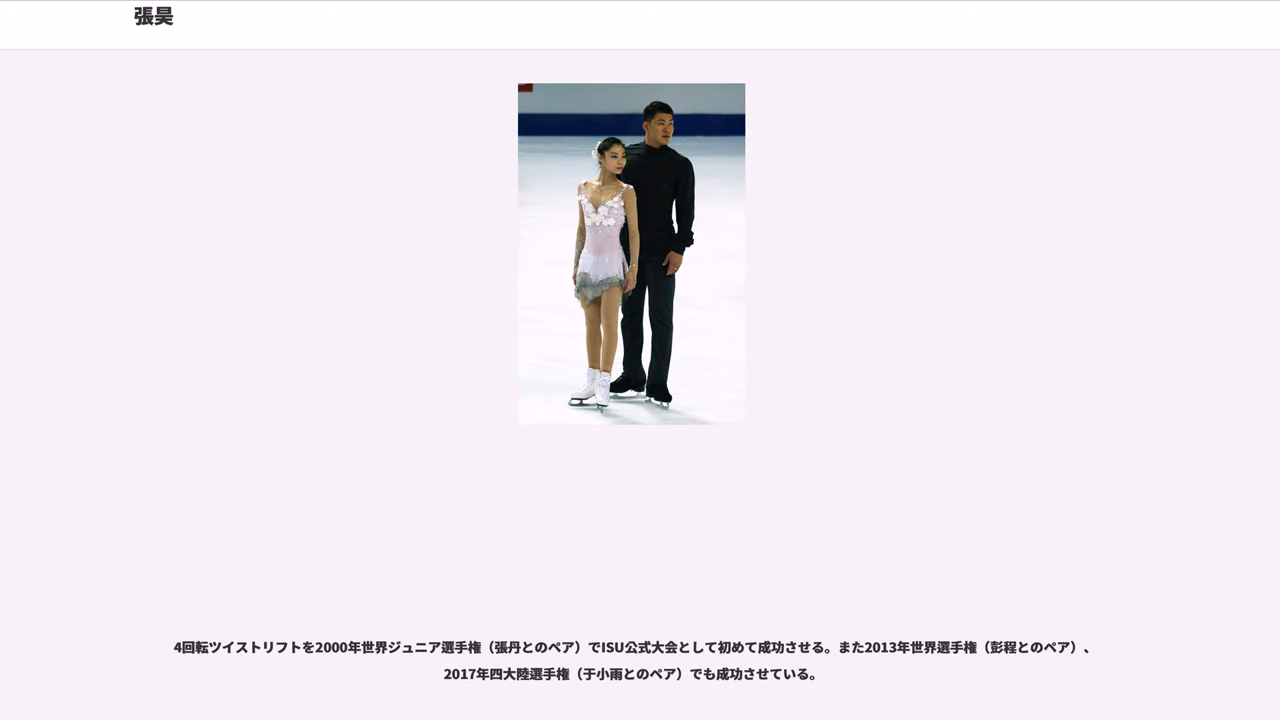 張昊
4回転ツイストリフトを2000年世界ジュニア選手権（張丹とのペア）でISU公式大会として初めて成功させる。また2013年世界選手権（彭程とのペア）、
2017年四大陸選手権（于小雨とのペア）でも成功させている。